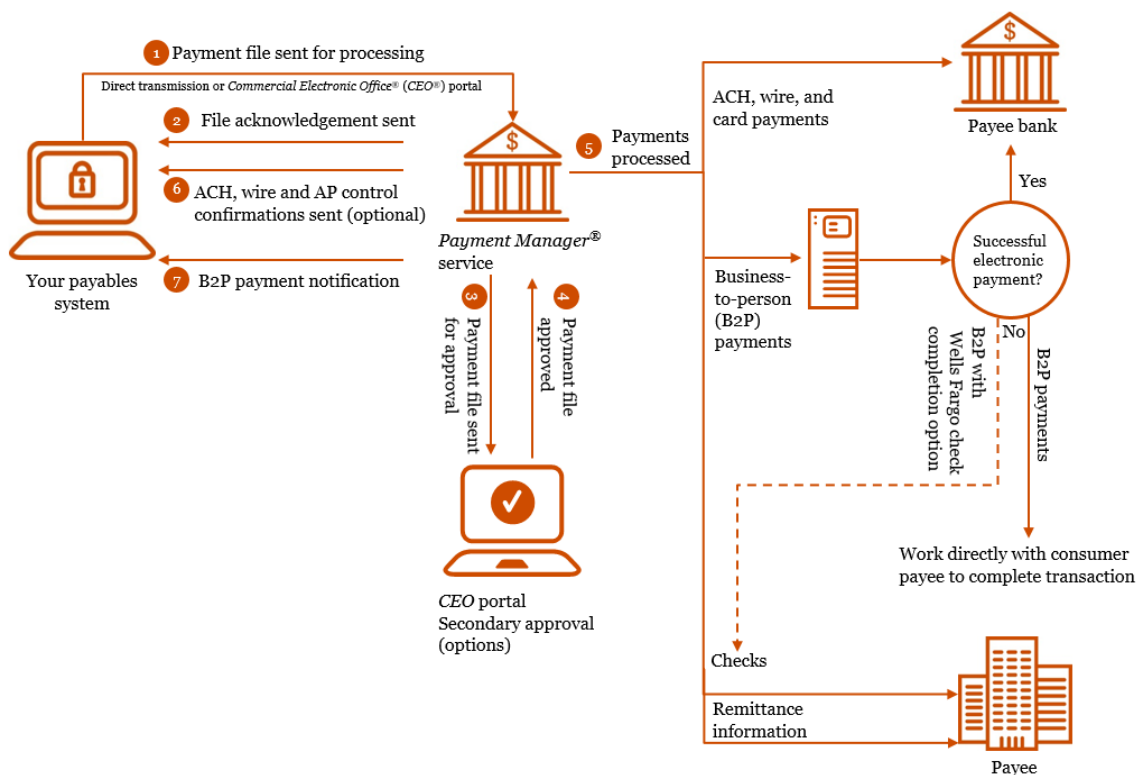 1 Payment file sent for processing
Direct transmission or Commercial Electronic Office® (CEO®) portal
2 File acknowledgement sent
6 ACH, wire and AP control
confirmations sent (optional)
7 B2P payment notification
Your payables
system
$
Payment Manager®
service
3 Payment file sent
for approval
4 Payment file
approved
CEO portal
Secondary approval
(options)
5 Payments
processed
ACH, wire, and
card payments
$
Payee bank
Yes
Business-
to-person
(B2P)
payments
Successful
electronic
payment?
No
B2P with
Wells Fargo check
completion option
B2P payments
Work directly with consumer
payee to complete transaction
Checks
Remittance
information
Payee